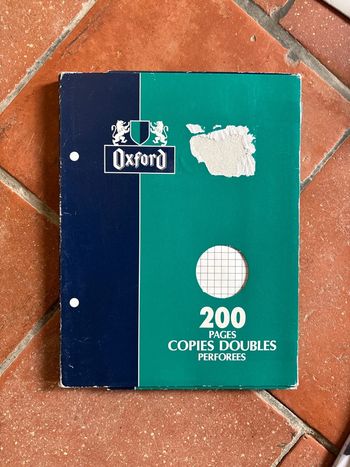 Oxford
200
PAGES
COPIES DOUBLES
PERFOREES